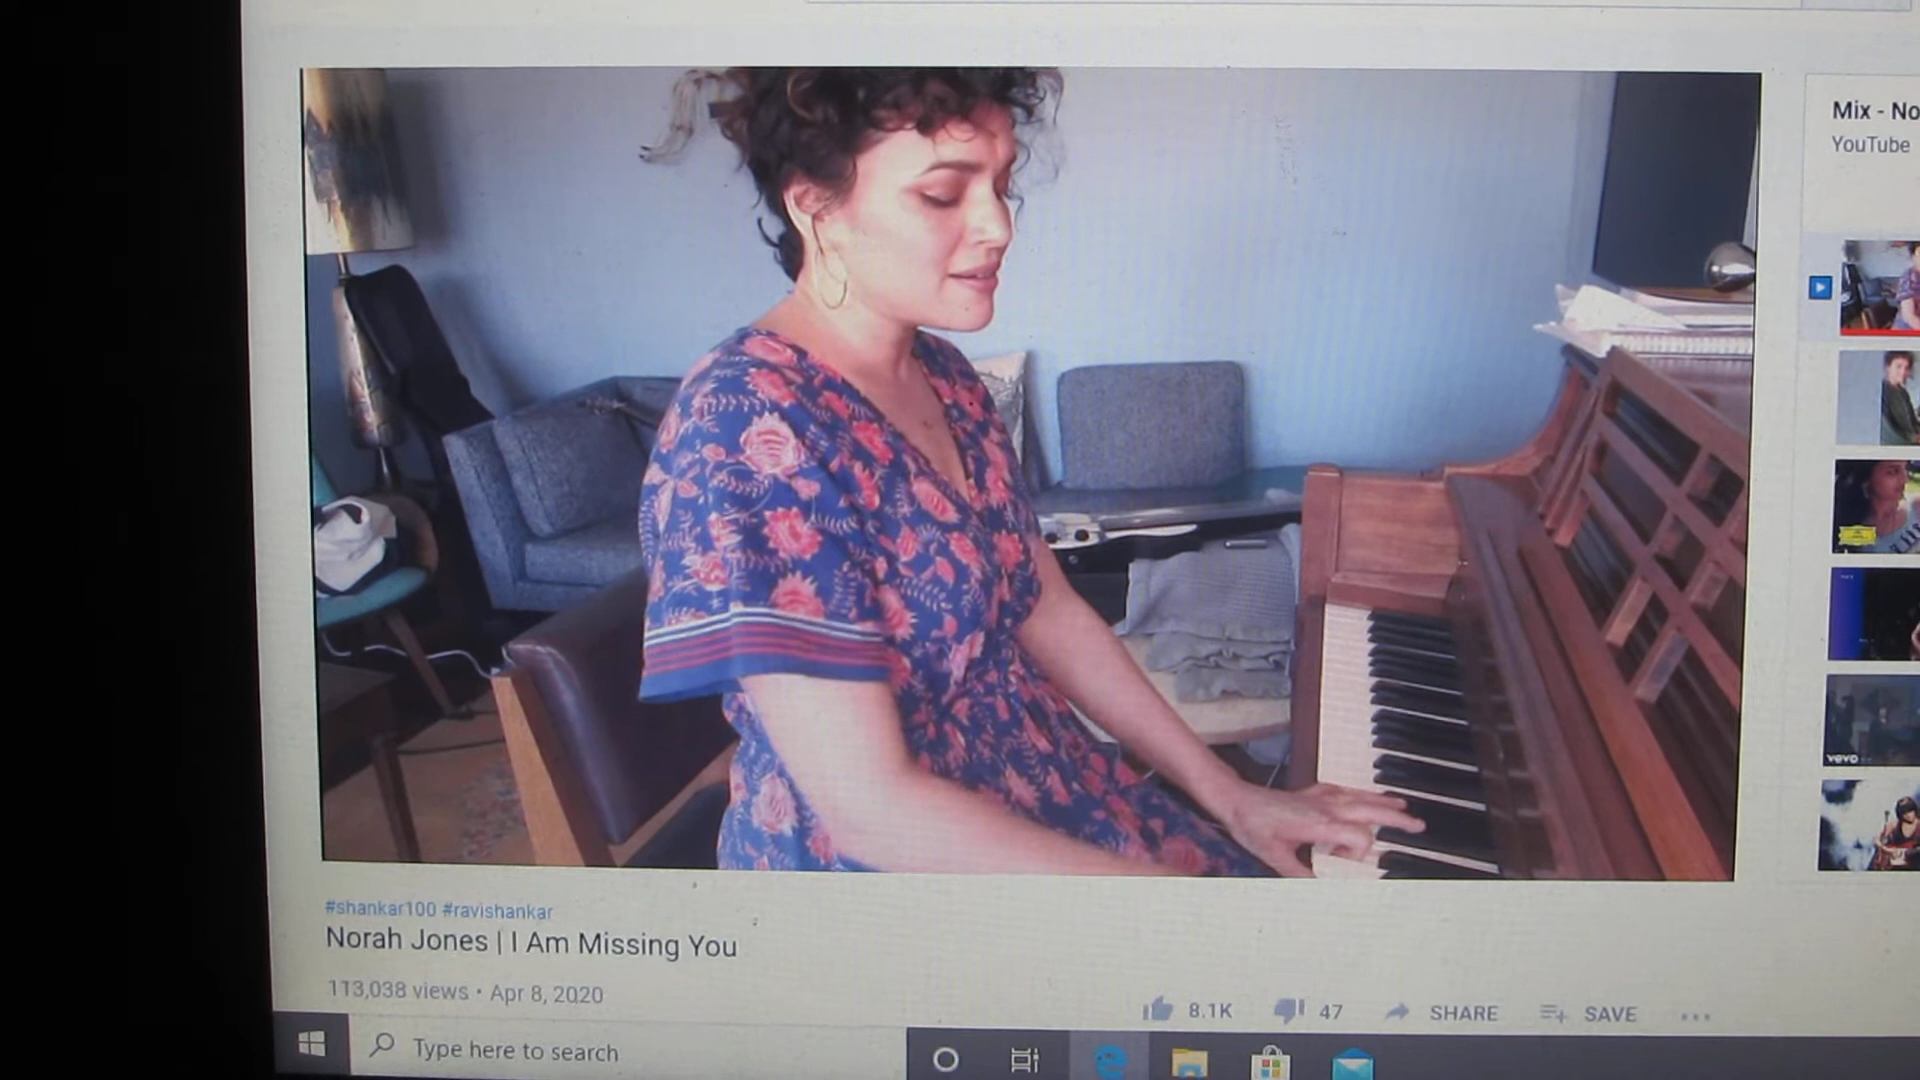 Mix - No
YouTube
vevo
#shankar100 #ravishankar
Norah Jones | I Am Missing You
113,038 views • Apr 8, 2020
8.1K 47 SHARE SAVE
Type here to search